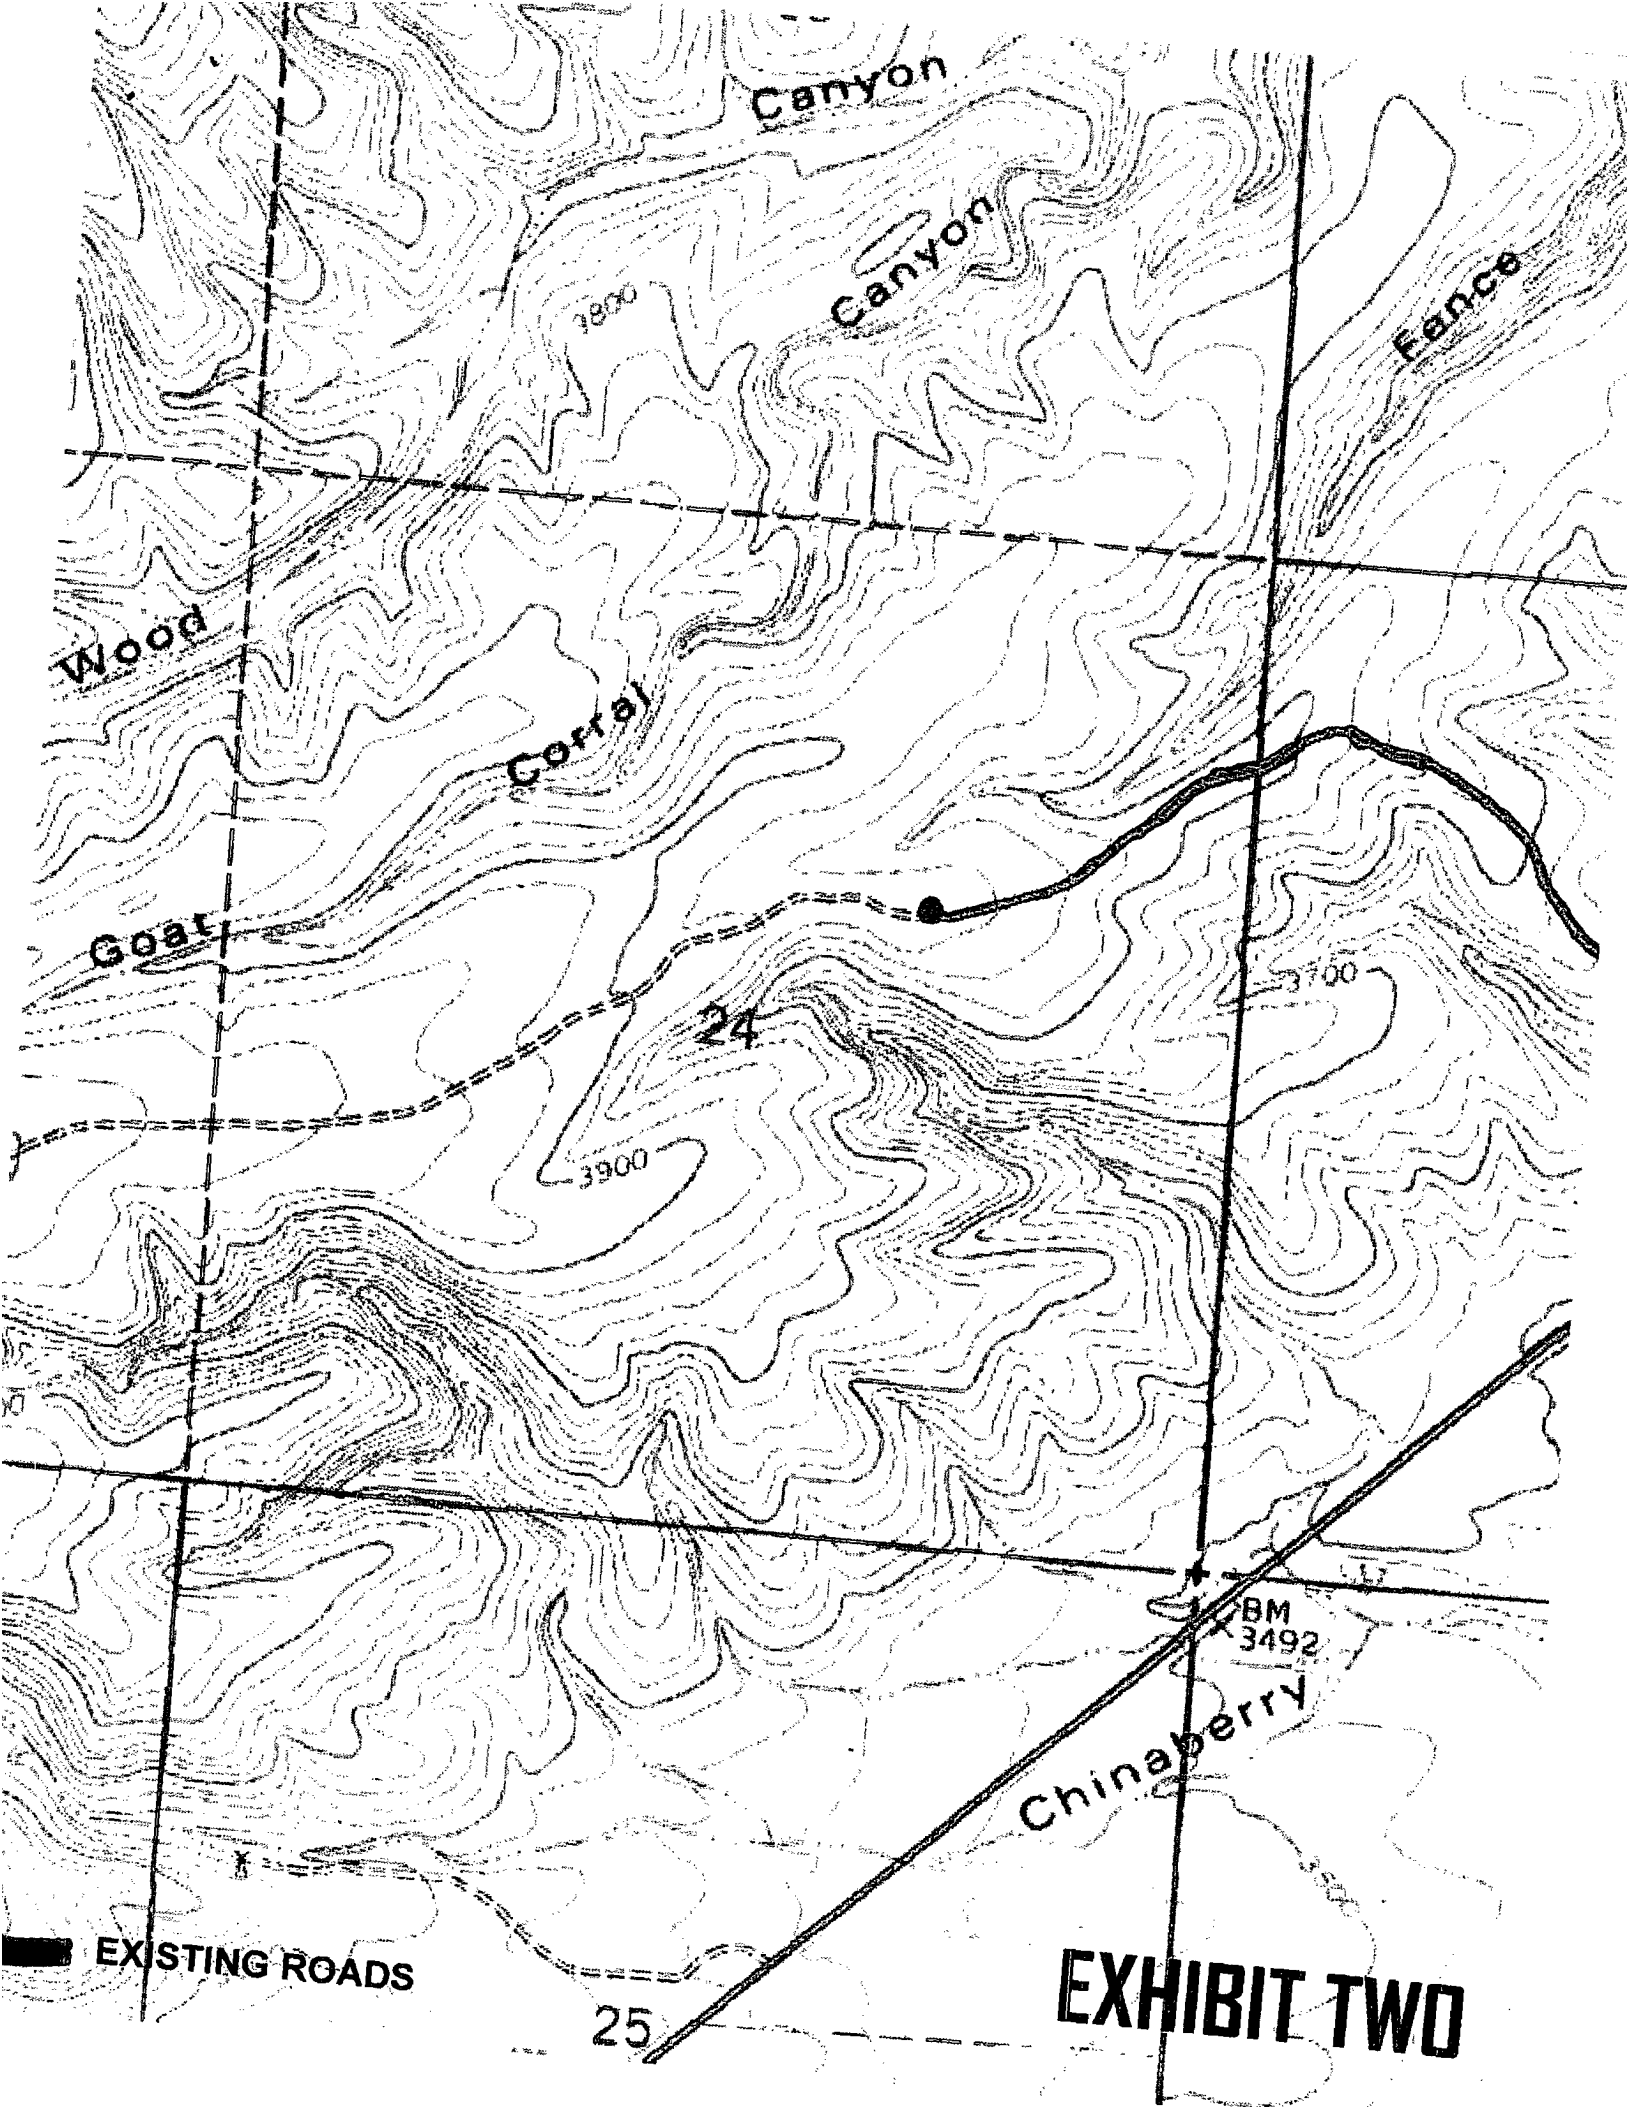 Canyon
Canyon
Fence
3800
Wood
Corral
Goat
3700
24
3900
BM
3492
Chinaberry
EXISTING ROADS
EXHIBIT TWO
25